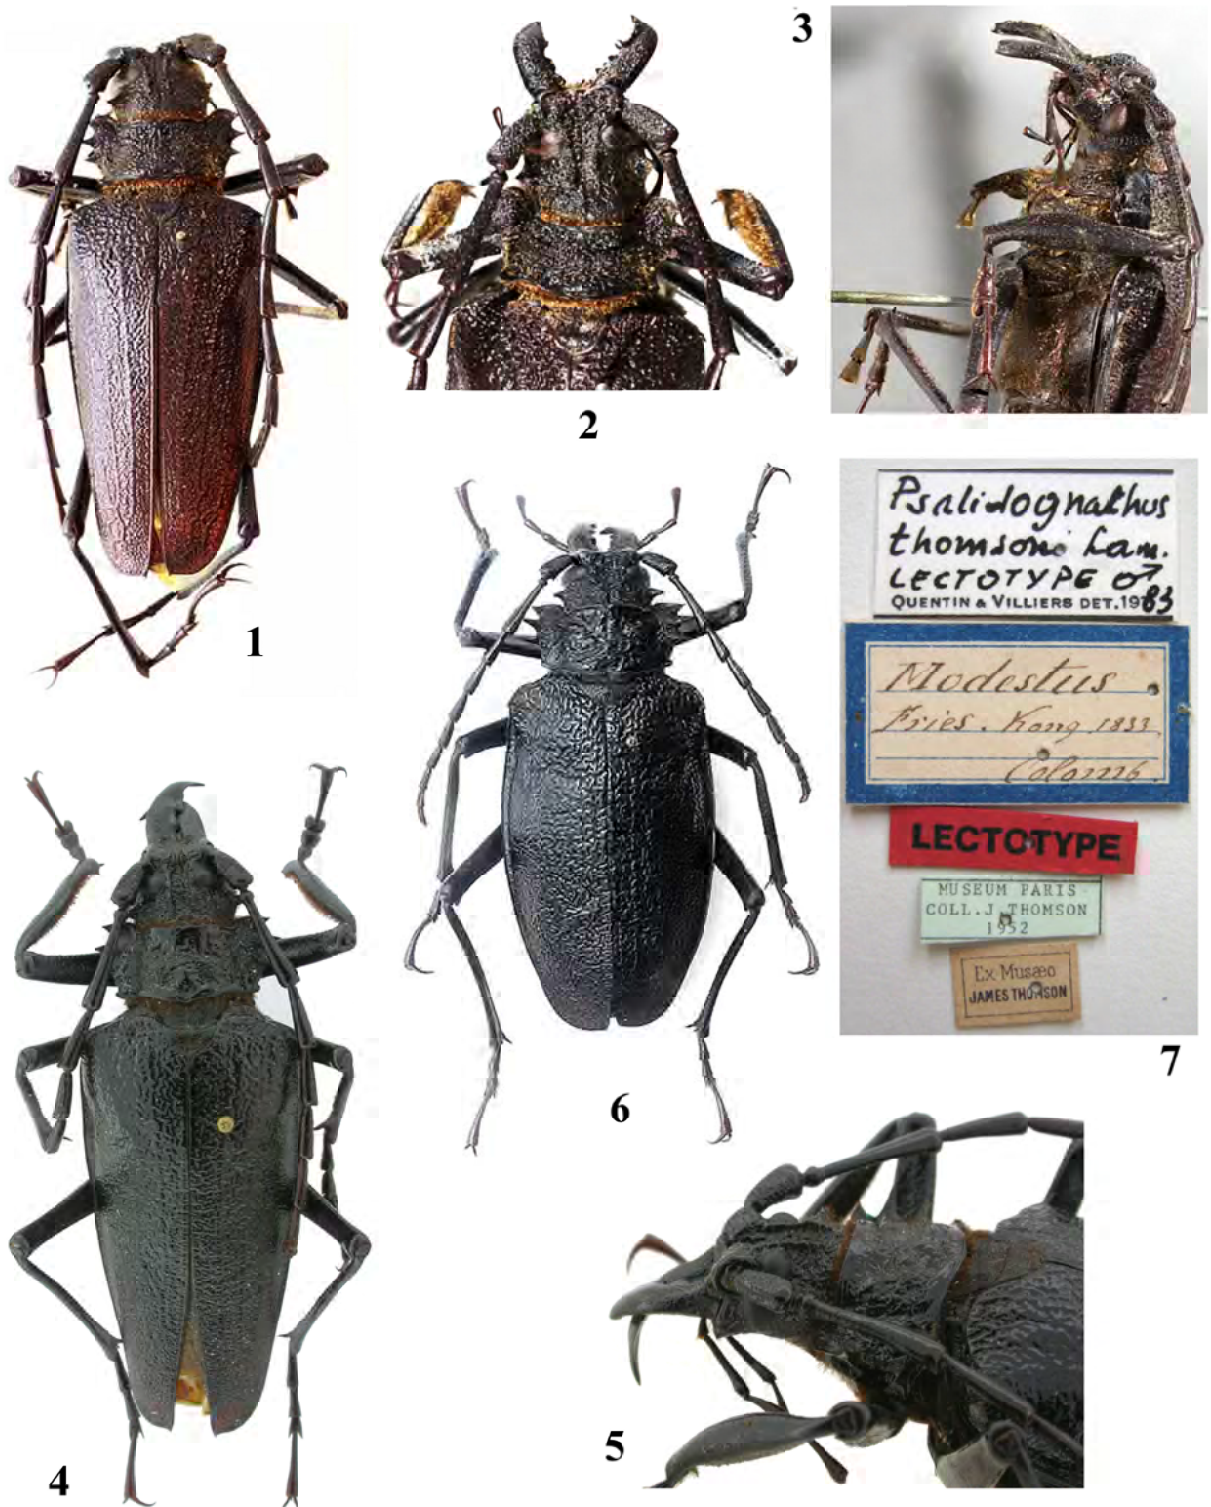 1
2
3
Psalidognathus
thomsoni Lam.
LECTOTYPE ♂
QUENTIN & VILLIERS DET. 1983
Modestus
Fries. Kong 1833
Colomb.
LECTOTYPE
MUSEUM PARIS
COLL. J. THOMSON
1952
Ex Musæo
JAMES THOMSON
7
6
5
4